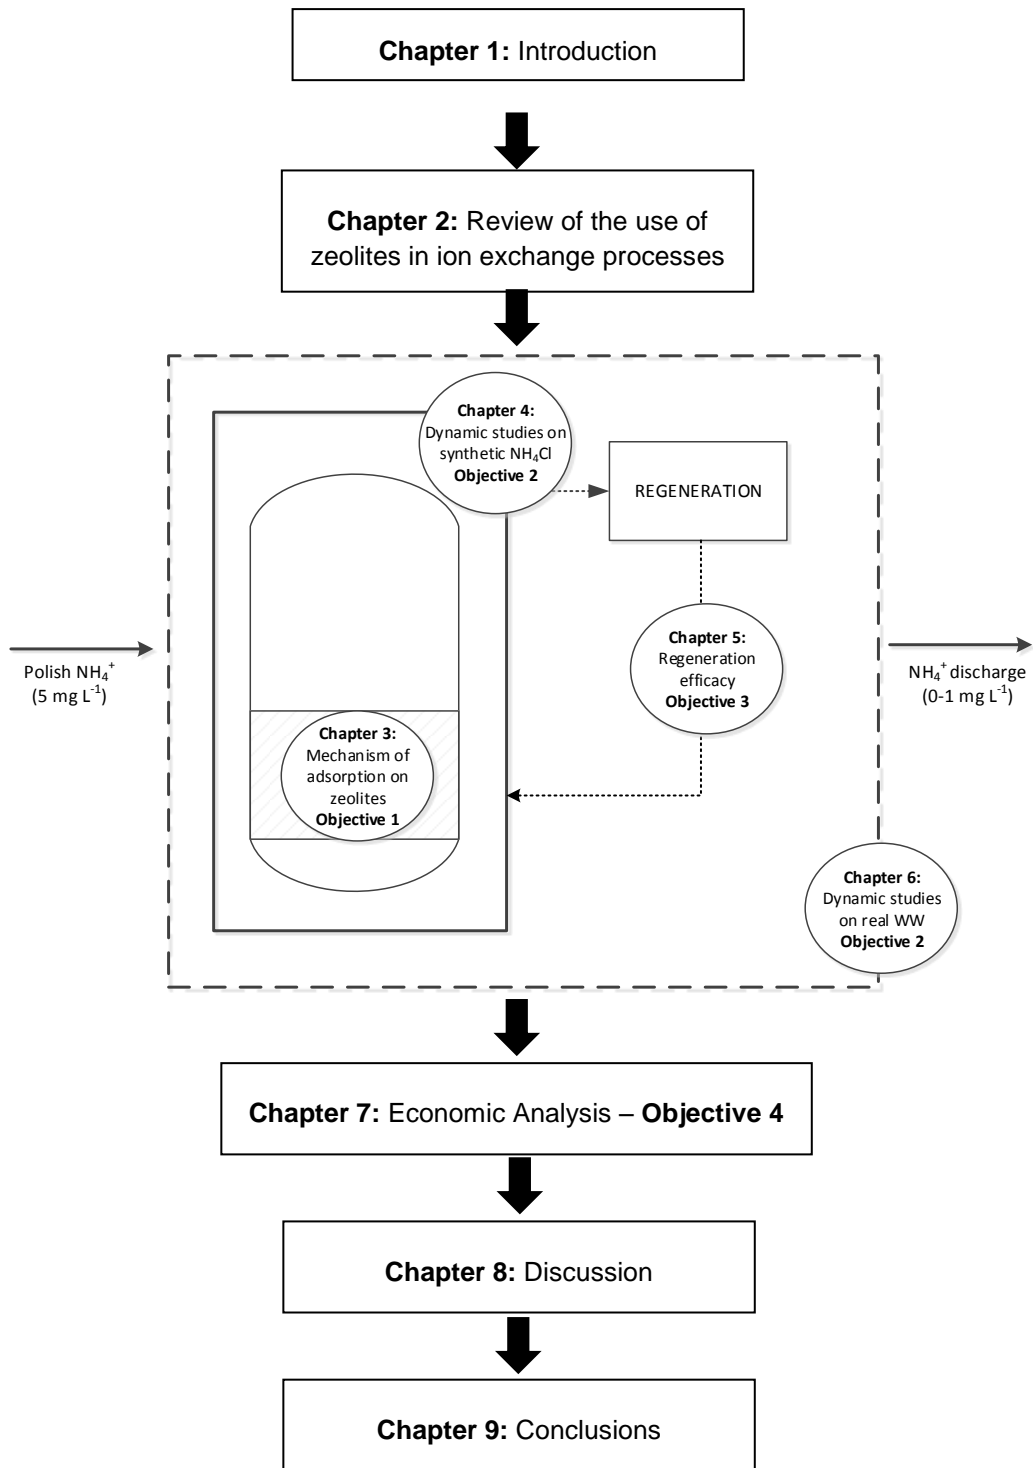 Chapter 1: Introduction
Chapter 2: Review of the use of
zeolites in ion exchange processes
Chapter 4:
Dynamic studies on
synthetic NH₄Cl
Objective 2
REGENERATION
Chapter 5:
Regeneration
efficacy
Objective 3
Polish NH₄⁺
(5 mg L⁻¹)
NH₄⁺ discharge
(0-1 mg L⁻¹)
Chapter 3:
Mechanism of
adsorption on
zeolites
Objective 1
Chapter 6:
Dynamic studies
on real WW
Objective 2
Chapter 7: Economic Analysis – Objective 4
Chapter 8: Discussion
Chapter 9: Conclusions